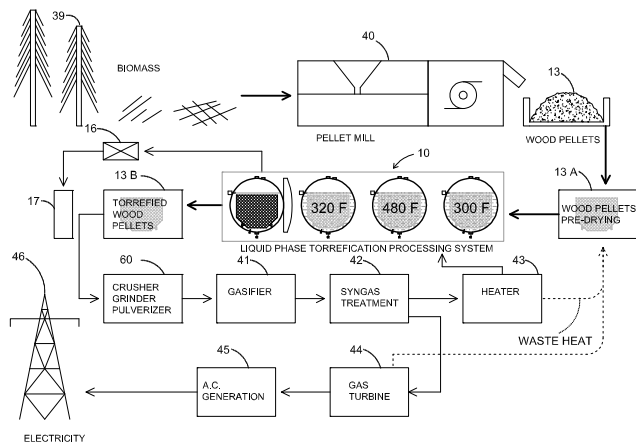 39
BIOMASS
40
PELLET MILL
13
WOOD PELLETS
16
17
13 B
TORREFIED
WOOD
PELLETS
10
320 F
480 F
300 F
LIQUID PHASE TORREFICATION PROCESSING SYSTEM
13 A
WOOD PELLETS
PRE-DRYING
46
60
CRUSHER
GRINDER
PULVERIZER
41
GASIFIER
42
SYNGAS
TREATMENT
43
HEATER
WASTE HEAT
45
A.C.
GENERATION
44
GAS
TURBINE
ELECTRICITY